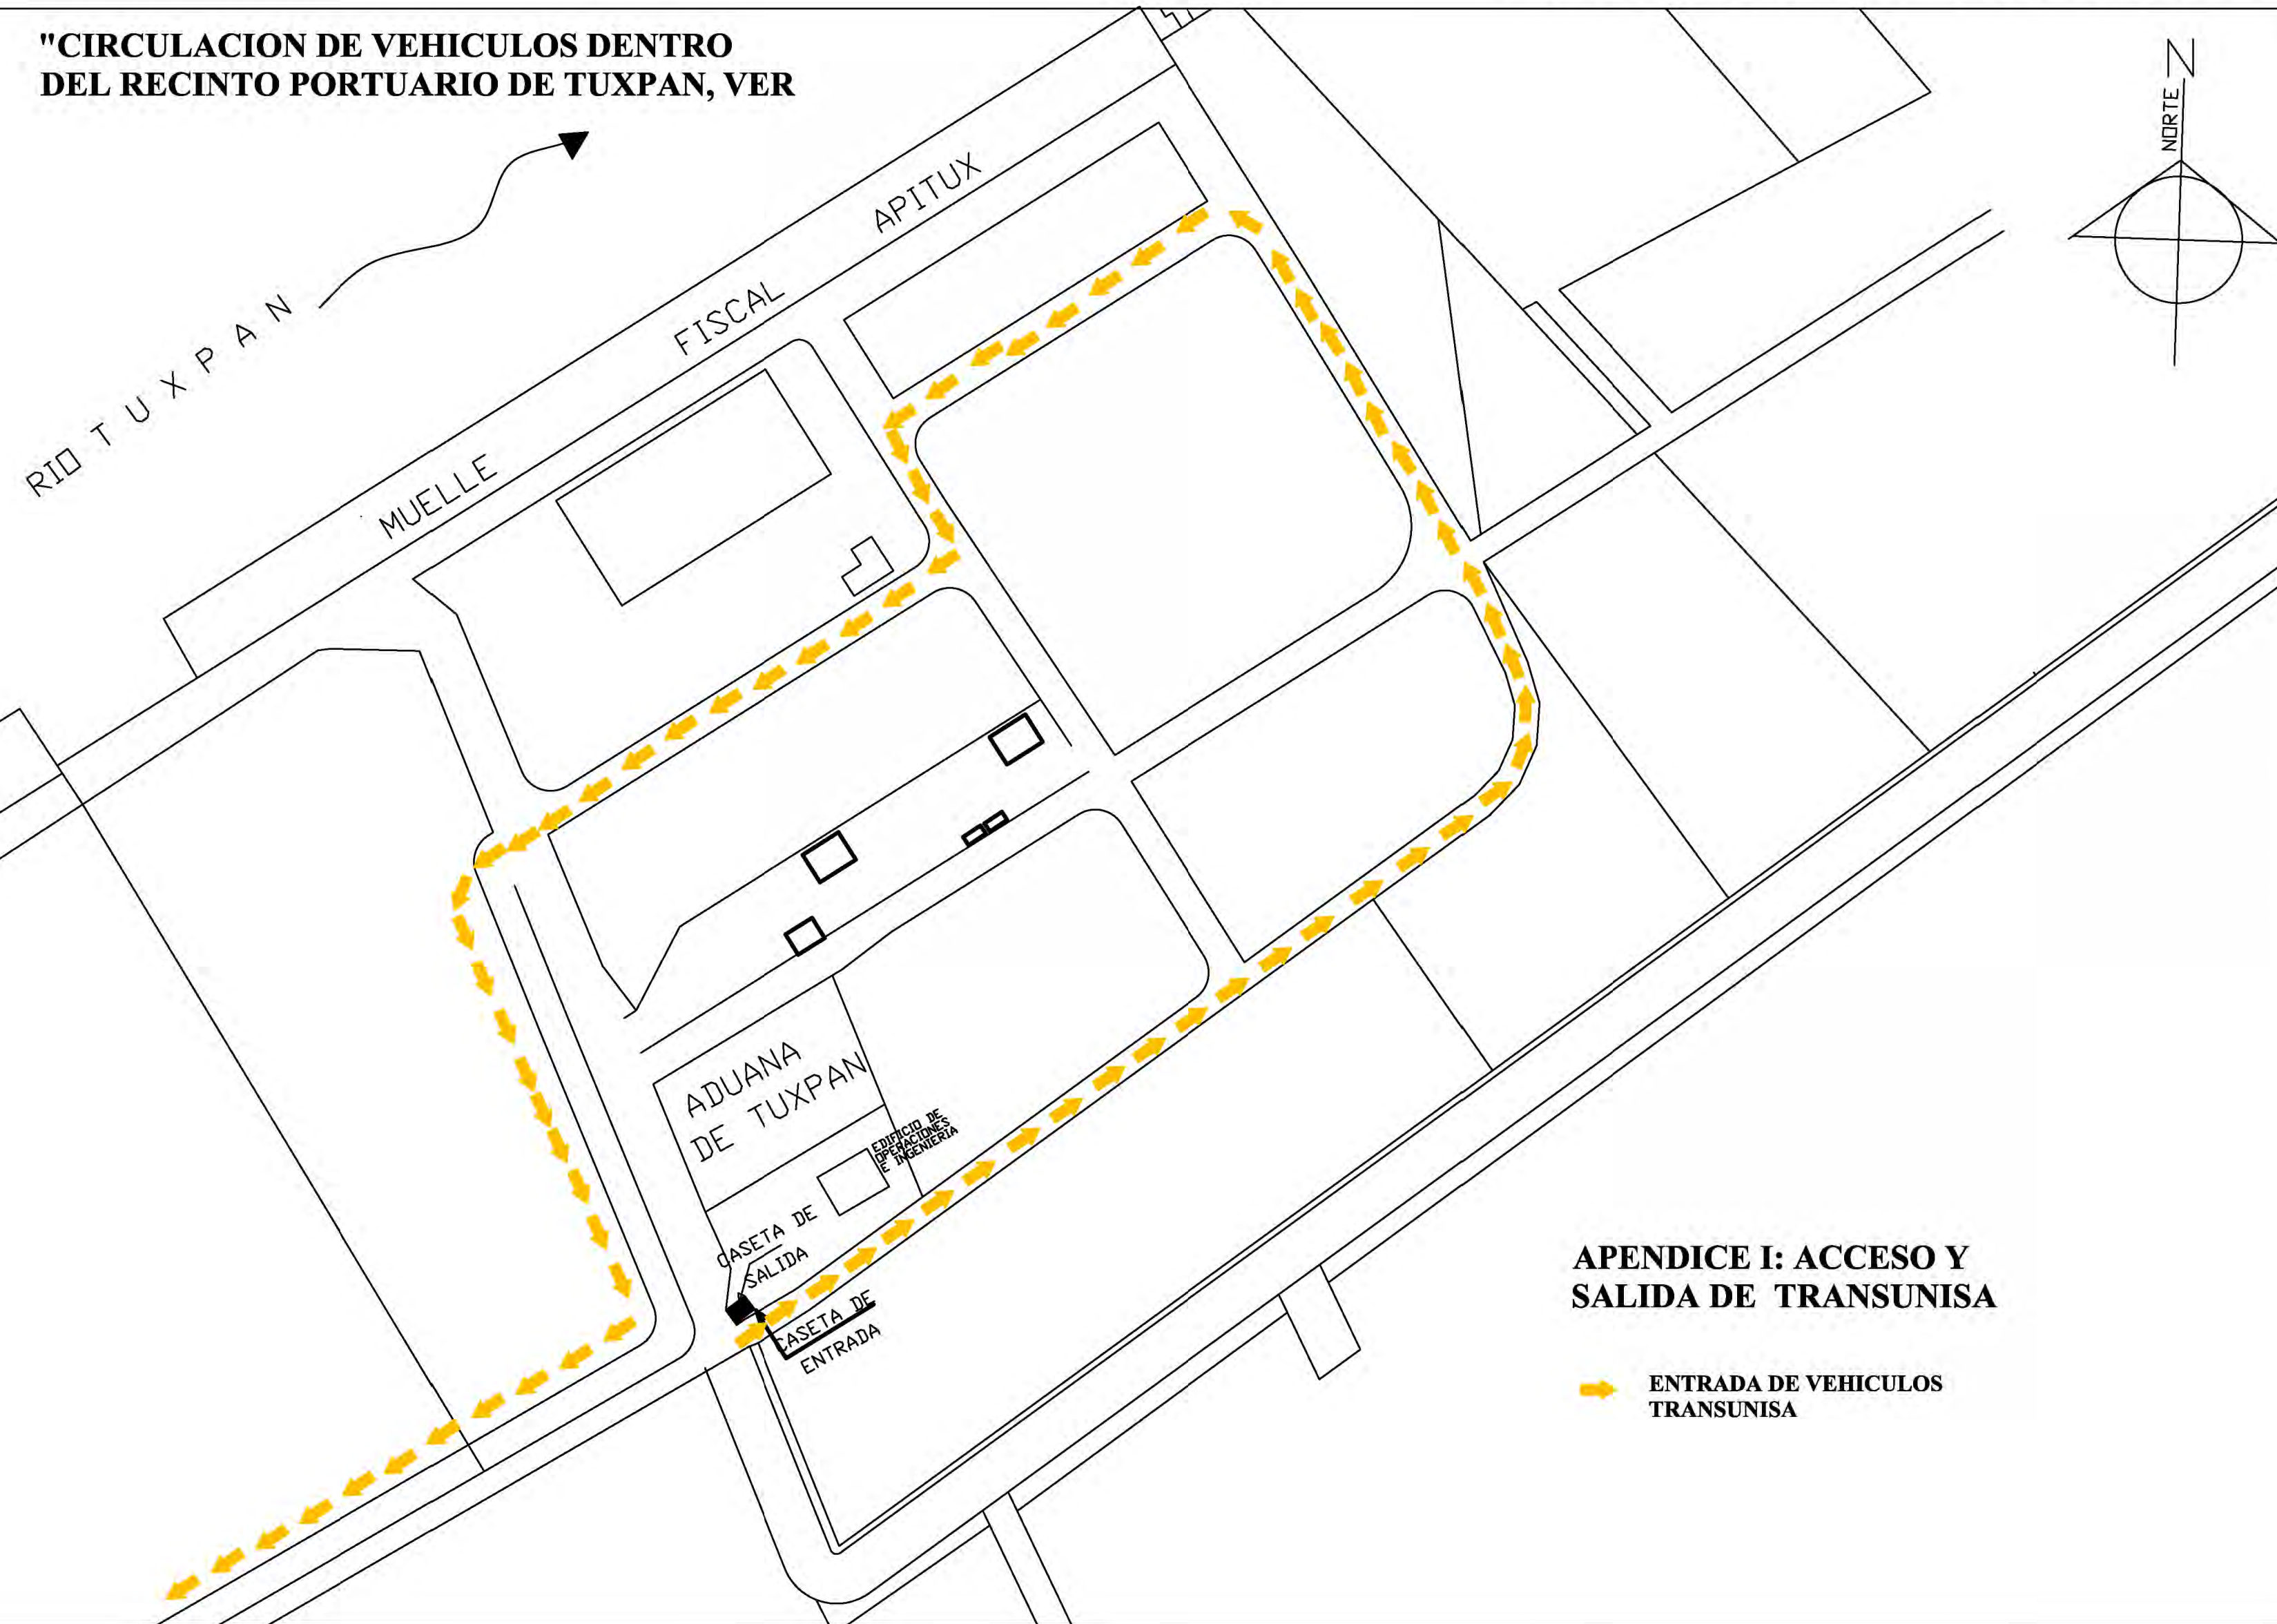 "CIRCULACION DE VEHICULOS DENTRO
DEL RECINTO PORTUARIO DE TUXPAN, VER
N
NORTE
RIO TUXPAN
MUELLE FISCAL APITUX
ADUANA
DE TUXPAN
EDIFICIO DE
OPERACIONES
E INGENIERIA
CASETA DE
SALIDA
CASETA DE
ENTRADA
APENDICE I: ACCESO Y
SALIDA DE TRANSUNISA
ENTRADA DE VEHICULOS
TRANSUNISA